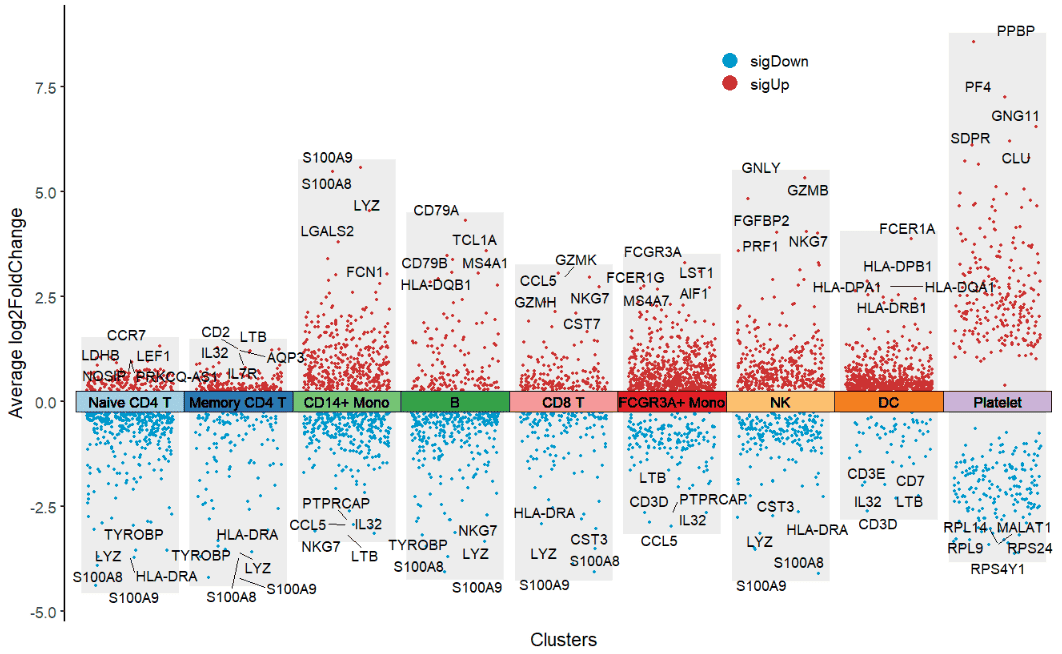 PPBP
sigDown
sigUp
7.5
PF4
GNG11
SDPR
S100A9
GNLY
CLU
S100A8
5.0
GZMB
LYZ
CD79A
FGFBP2
LGALS2
FCER1A
TCL1A
PRF1
NKG7
FCGR3A
GZMK
CD79B
MS4A1
HLA-DPB1
FCN1
FCER1G
LST1
CCL5
HLA-DQB1
HLA-DPA1
HLA-DQA1
2.5
GZMH
NKG7
MS4A7
AIF1
HLA-DRB1
CST7
CCR7
CD2
LTB
LDHB
LEF1
IL32
AQP3
NOSIP
PRKCQ-AS1
IL7R
0.0
Naive CD4 T
Memory CD4 T
CD14+ Mono
B
CD8 T
FCGR3A+ Mono
NK
DC
Platelet
LTB
CD3E
CD7
PTPRCAP
CD3D
PTPRCAP
IL32
LTB
-2.5
HLA-DRA
CST3
CCL5
IL32
IL32
CD3D
RPL14
MALAT1
TYROBP
HLA-DRA
NKG7
HLA-DRA
NKG7
TYROBP
CST3
CCL5
LYZ
RPL9
RPS24
LYZ
TYROBP
LTB
LYZ
LYZ
S100A8
LYZ
S100A8
S100A8
RPS4Y1
S100A8
HLA-DRA
S100A9
S100A9
S100A9
S100A9
S100A8
S100A9
-5.0
Average log2FoldChange
Clusters